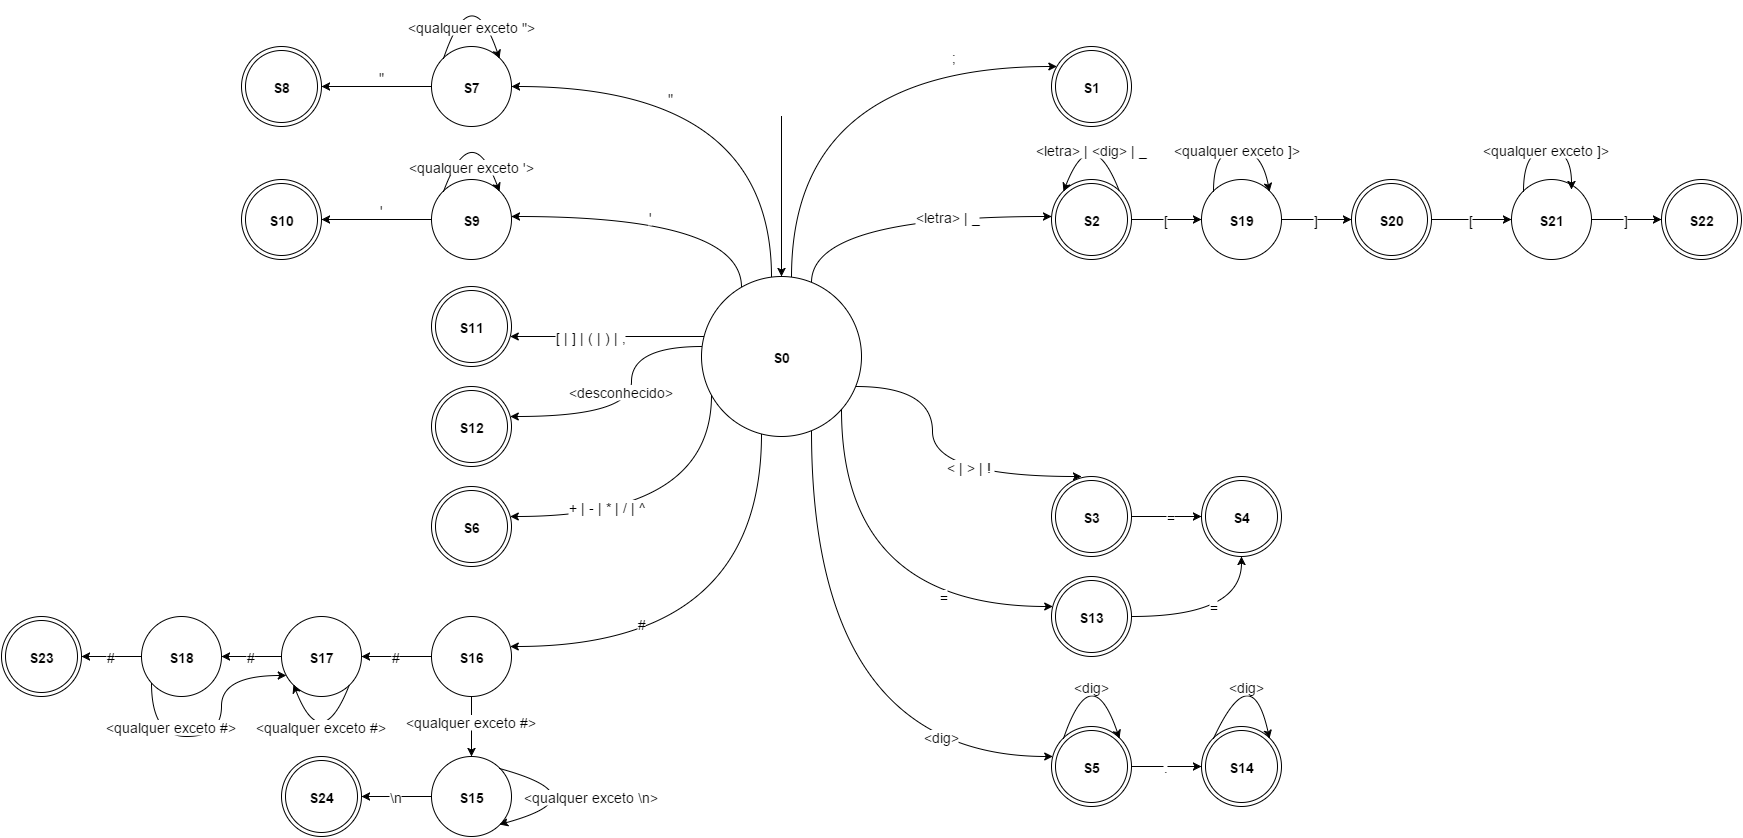 <qualquer exceto ">
S8
"
S7
"
;
S1
<qualquer exceto '>
S10
'
S9
'
<letra> | _
<letra> | <dig> | _
S2
[
<qualquer exceto ]>
S19
]
S20
[
<qualquer exceto ]>
S21
]
S22
S11
[ | ] | ( | ) | ,
S0
<desconhecido>
S12
S6
+ | - | * | / | ^
< | > | !
S3
=
S4
=
S13
=
#
S23
#
S18
#
S17
#
S16
<qualquer exceto #>
<qualquer exceto #>
<qualquer exceto #>
S24
\n
S15
<qualquer exceto \n>
<dig>
<dig>
S5
.
<dig>
S14